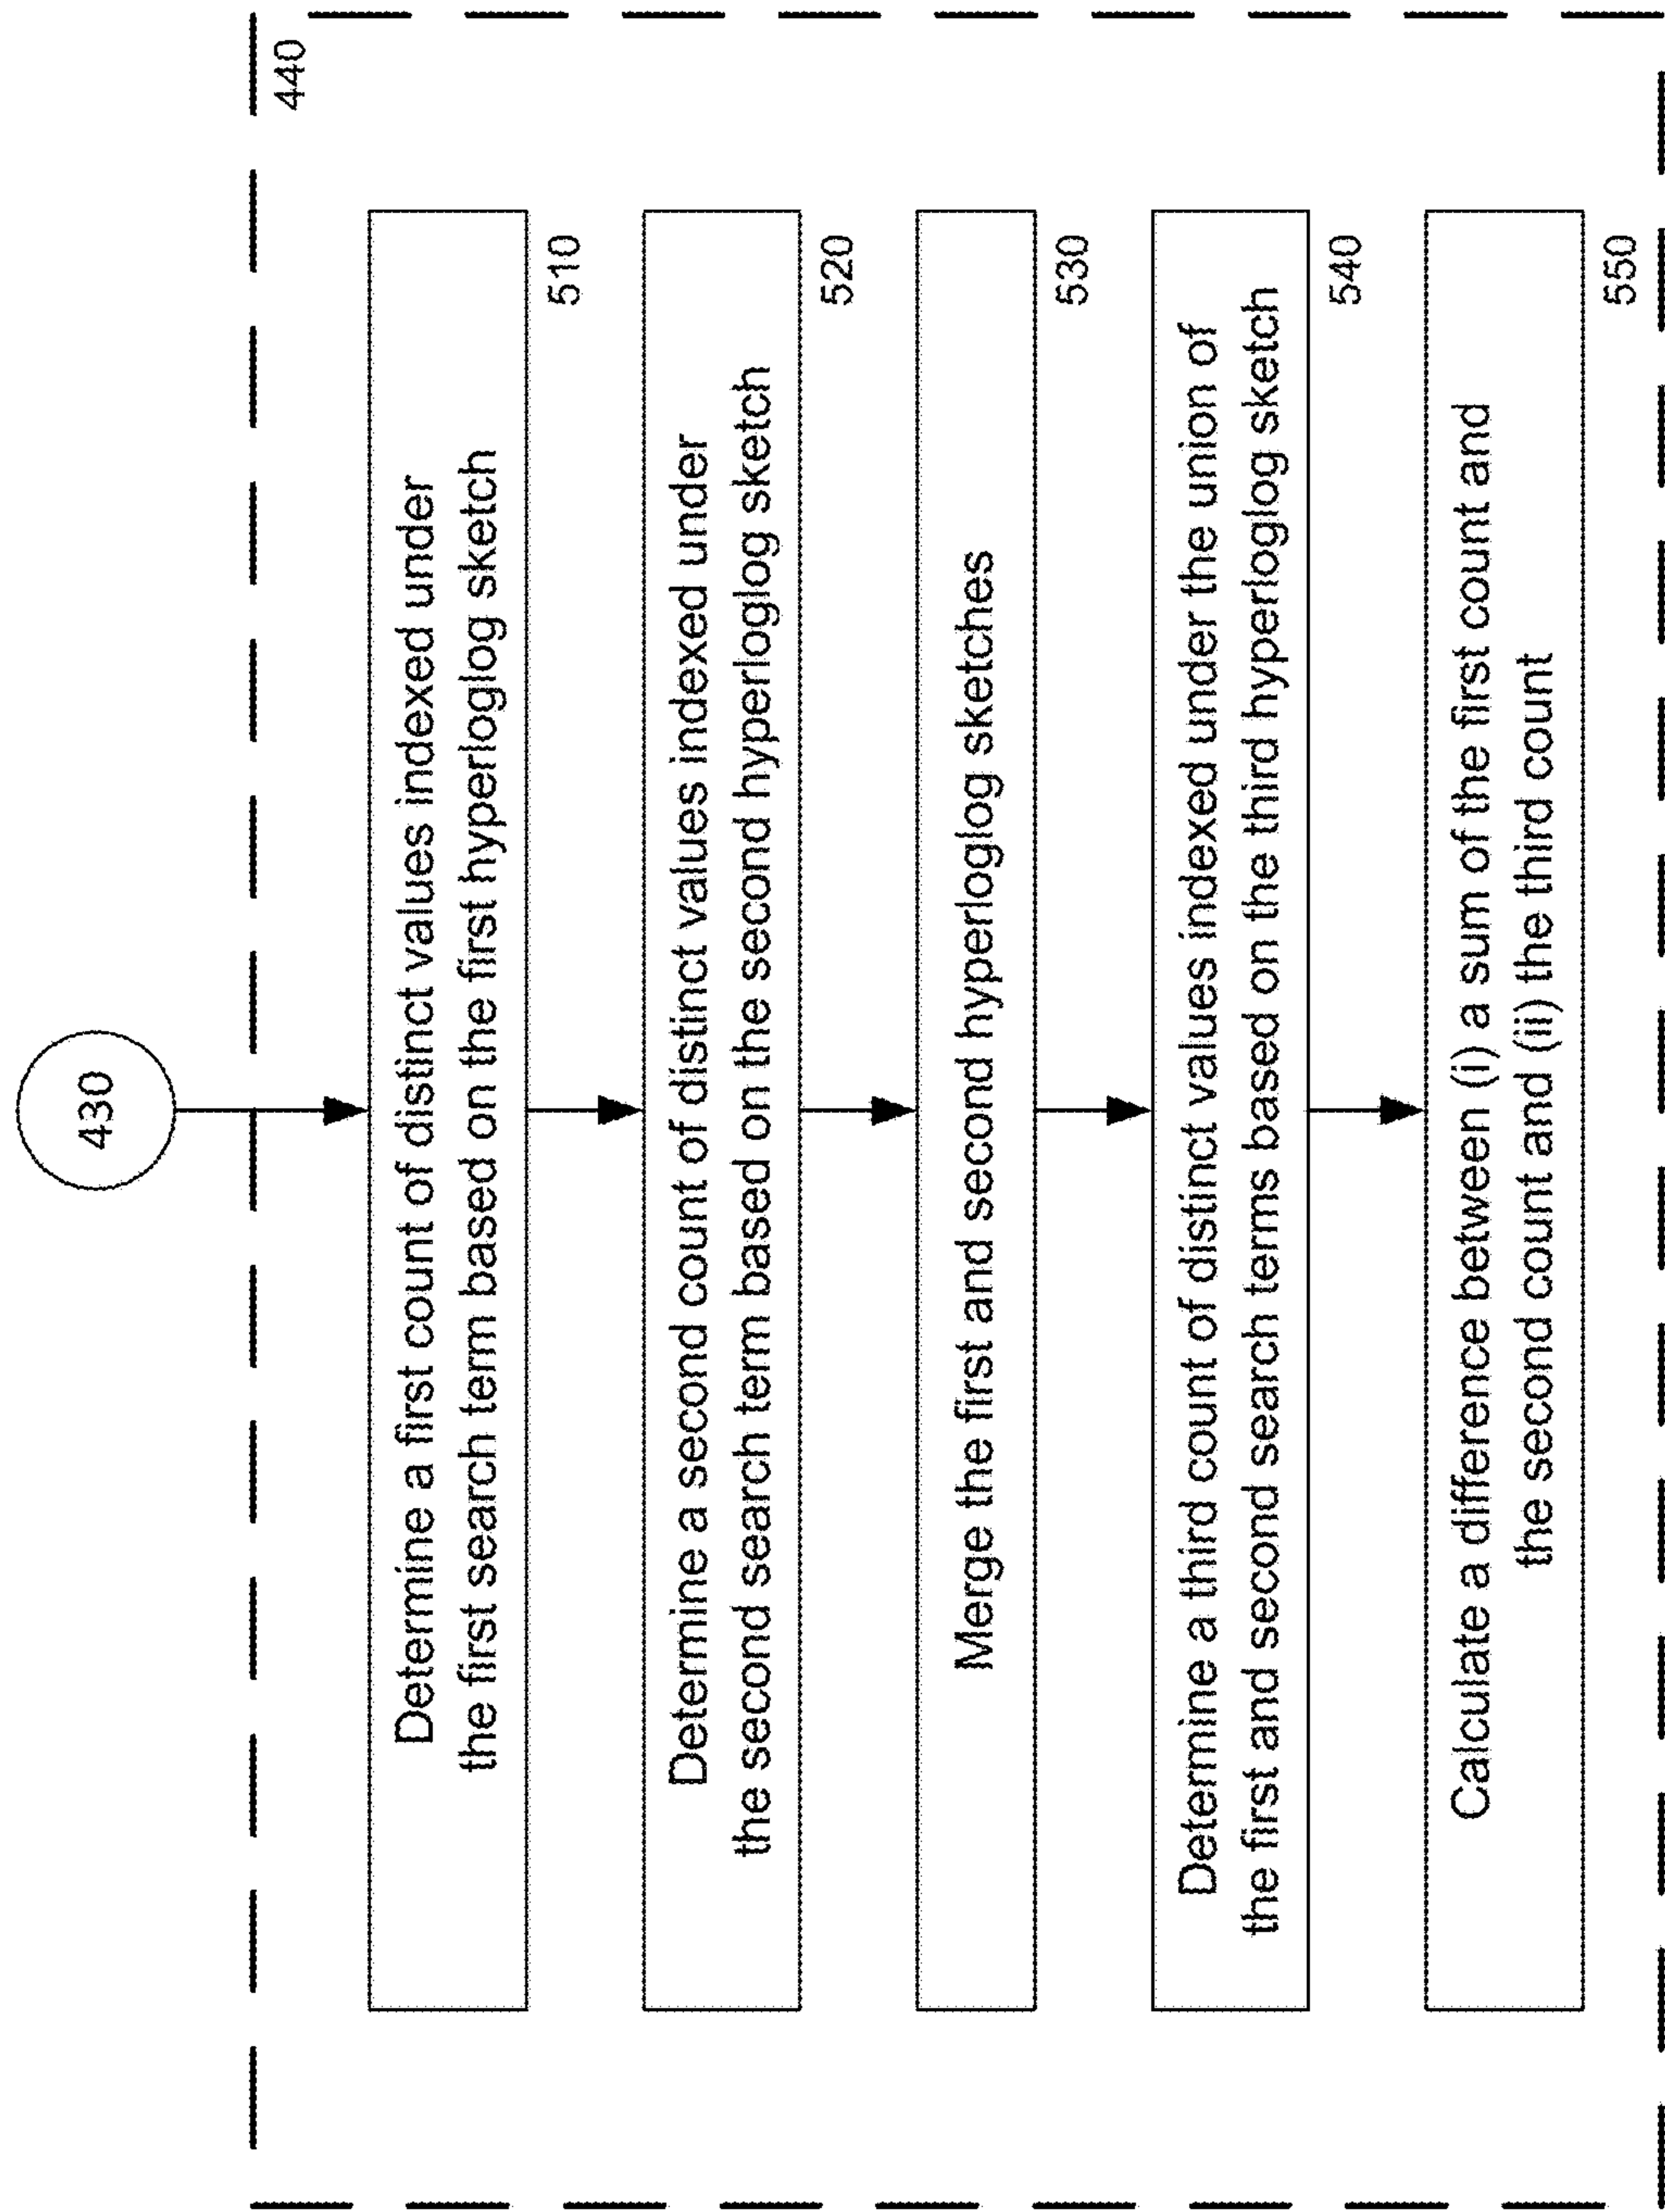 430
440
Determine a first count of distinct values indexed under
the first search term based on the first hyperloglog sketch
510
Determine a second count of distinct values indexed under
the second search term based on the second hyperloglog sketch
520
Merge the first and second hyperloglog sketches
530
Determine a third count of distinct values indexed under the union of
the first and second search terms based on the third hyperloglog sketch
540
Calculate a difference between (i) a sum of the first count and
the second count and (ii) the third count
550